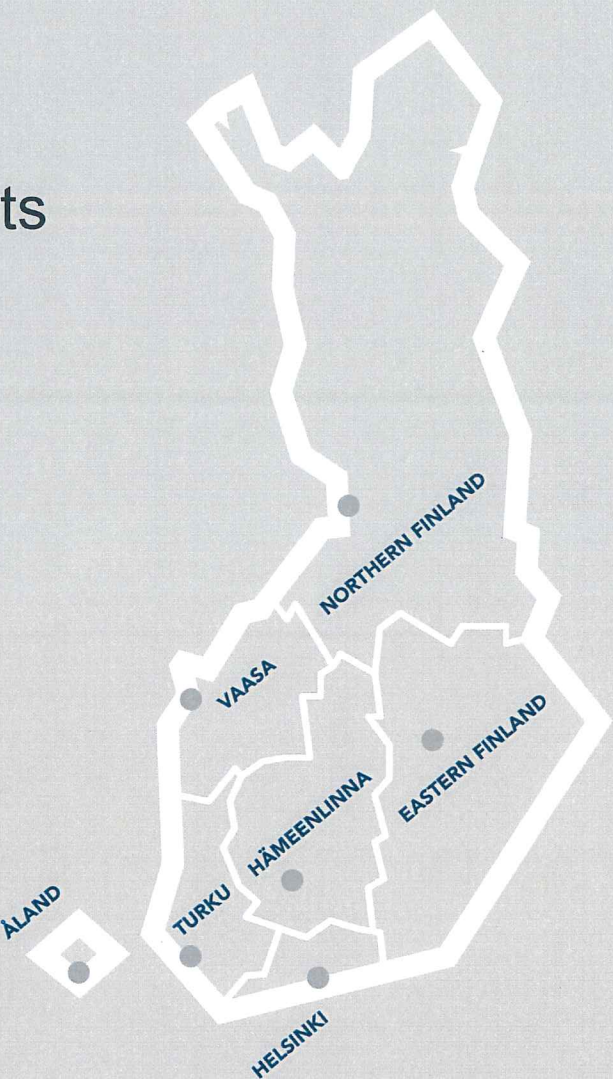 ts
NORTHERN FINLAND
VAASA
EASTERN FINLAND
HÄMEENLINNA
TURKU
ÅLAND
HELSINKI